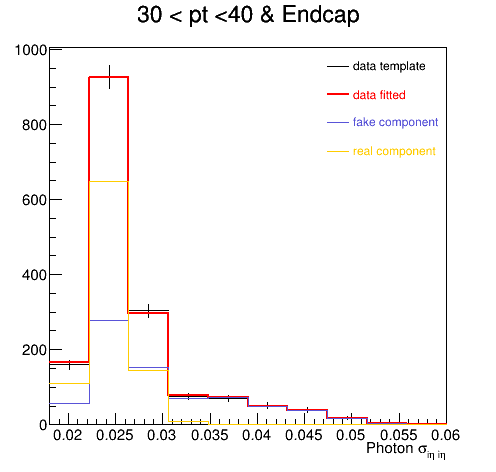 30 < pt <40 & Endcap
1000
800
600
400
200
0
data template
data fitted
fake component
real component
0.02 0.025 0.03 0.035 0.04 0.045 0.05 0.055 0.06
Photon σiη iη